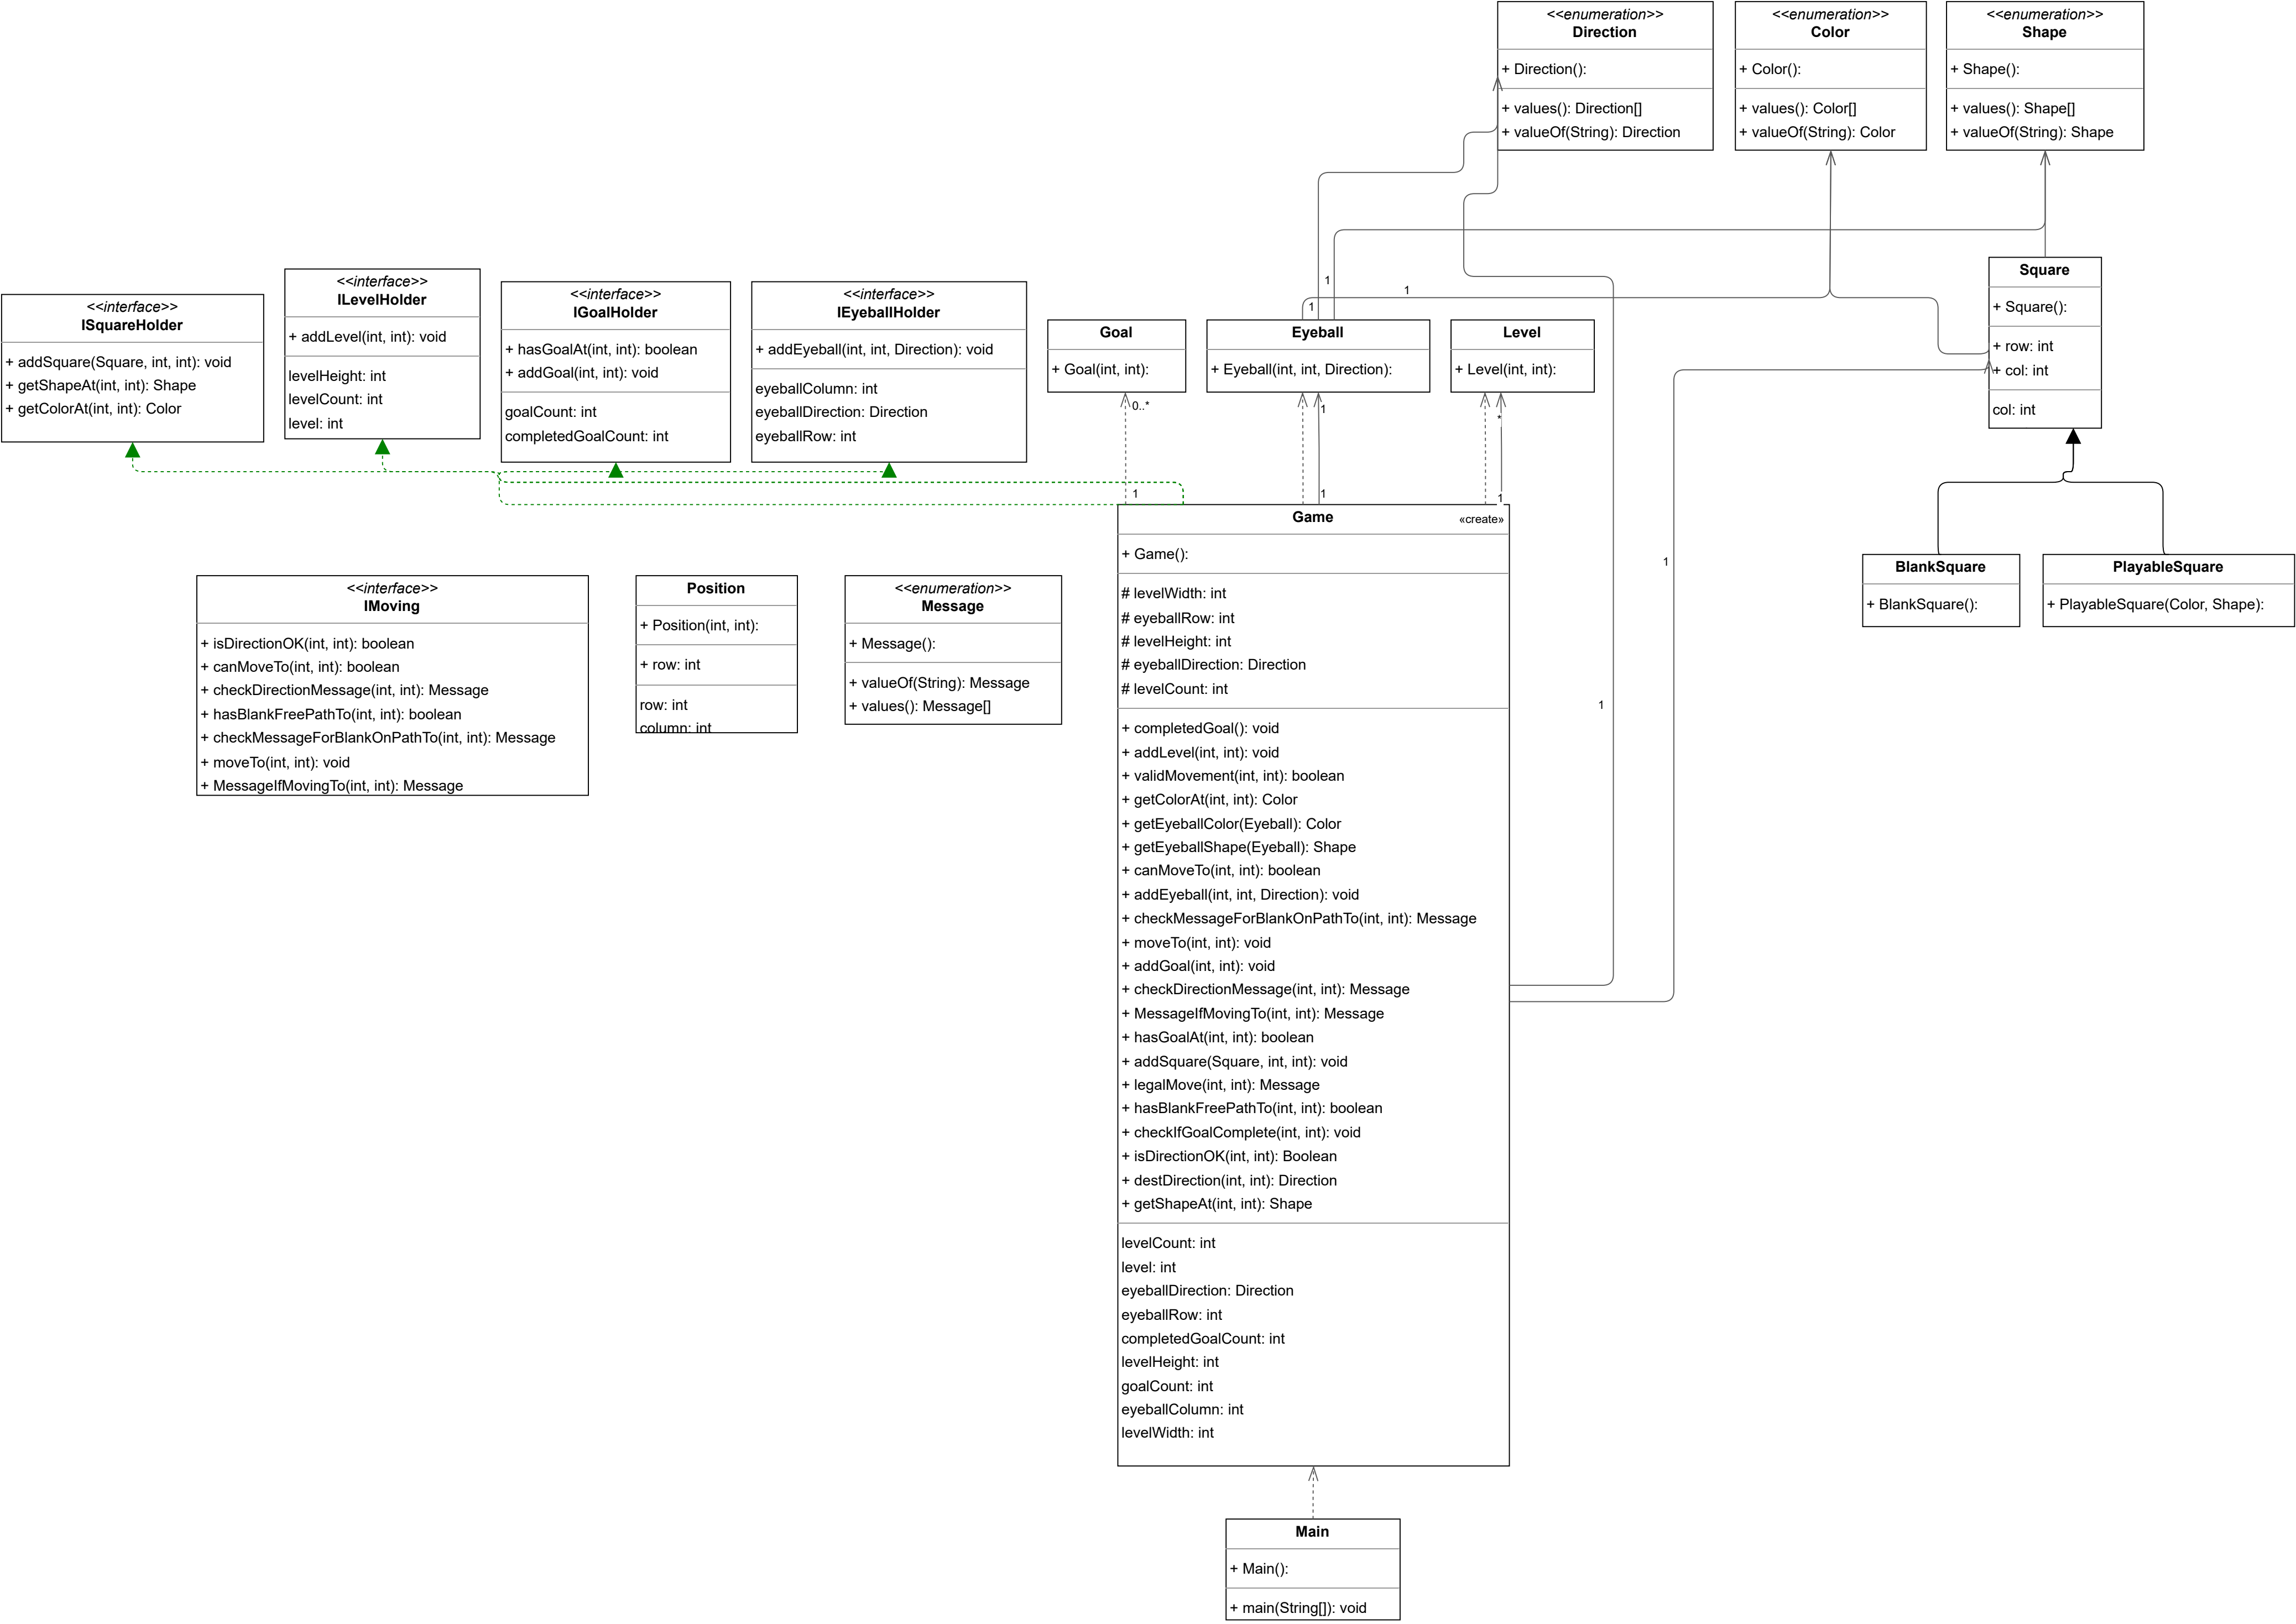 <<enumeration>>
Direction
+ Direction():
+ values(): Direction[]
+ valueOf(String): Direction
<<enumeration>>
Color
+ Color():
+ values(): Color[]
+ valueOf(String): Color
<<enumeration>>
Shape
+ Shape():
+ values(): Shape[]
+ valueOf(String): Shape
<<interface>>
ISquareHolder
+ addSquare(Square, int, int): void
+ getShapeAt(int, int): Shape
+ getColorAt(int, int): Color
<<interface>>
ILevelHolder
+ addLevel(int, int): void
levelHeight: int
levelCount: int
level: int
<<interface>>
IGoalHolder
+ hasGoalAt(int, int): boolean
+ addGoal(int, int): void
goalCount: int
completedGoalCount: int
<<interface>>
IEyeballHolder
+ addEyeball(int, int, Direction): void
eyeballColumn: int
eyeballDirection: Direction
eyeballRow: int
Goal
+ Goal(int, int):
1
1
1
Eyeball
+ Eyeball(int, int, Direction):
Level
+ Level(int, int):
Square
+ Square():
+ row: int
+ col: int
col: int
0..*
1
*
1
1
1
BlankSquare
+ BlankSquare():
PlayableSquare
+ PlayableSquare(Color, Shape):
<<interface>>
IMoving
+ isDirectionOK(int, int): boolean
+ canMoveTo(int, int): boolean
+ checkDirectionMessage(int, int): Message
+ hasBlankFreePathTo(int, int): boolean
+ checkMessageForBlankOnPathTo(int, int): Message
+ moveTo(int, int): void
+ MessageIfMovingTo(int, int): Message
Position
+ Position(int, int):
+ row: int
row: int
column: int
<<enumeration>>
Message
+ Message():
+ valueOf(String): Message
+ values(): Message[]
Game
«create»
+ Game():
# levelWidth: int
# eyeballRow: int
# levelHeight: int
# eyeballDirection: Direction
# levelCount: int
+ completedGoal(): void
+ addLevel(int, int): void
+ validMovement(int, int): boolean
+ getColorAt(int, int): Color
+ getEyeballColor(Eyeball): Color
+ getEyeballShape(Eyeball): Shape
+ canMoveTo(int, int): boolean
+ addEyeball(int, int, Direction): void
+ checkMessageForBlankOnPathTo(int, int): Message
+ moveTo(int, int): void
+ addGoal(int, int): void
+ checkDirectionMessage(int, int): Message
+ MessageIfMovingTo(int, int): Message
+ hasGoalAt(int, int): boolean
+ addSquare(Square, int, int): void
+ legalMove(int, int): Message
+ hasBlankFreePathTo(int, int): boolean
+ checkIfGoalComplete(int, int): void
+ isDirectionOK(int, int): Boolean
+ destDirection(int, int): Direction
+ getShapeAt(int, int): Shape
levelCount: int
level: int
eyeballDirection: Direction
eyeballRow: int
completedGoalCount: int
levelHeight: int
goalCount: int
eyeballColumn: int
levelWidth: int
1
1
Main
+ Main():
+ main(String[]): void